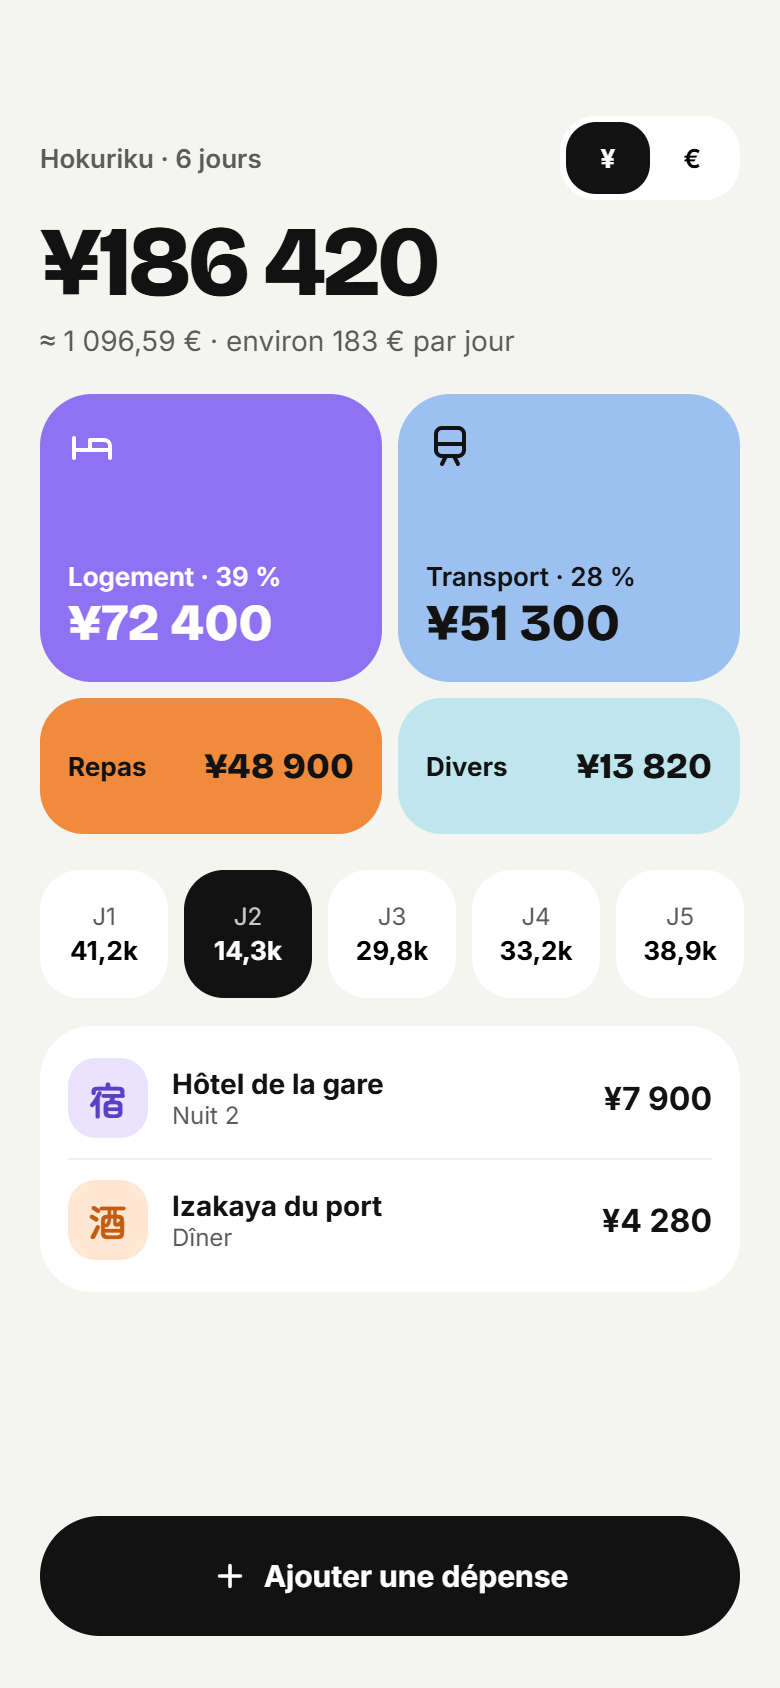 Hokuriku · 6 jours
¥ €
¥186 420
≈ 1 096,59 € · environ 183 € par jour
Logement · 39 %
¥72 400
Transport · 28 %
¥51 300
Repas ¥48 900
Divers ¥13 820
J1
41,2k
J2
14,3k
J3
29,8k
J4
33,2k
J5
38,9k
宿
Hôtel de la gare
Nuit 2
¥7 900
酒
Izakaya du port
Dîner
¥4 280
Ajouter une dépense